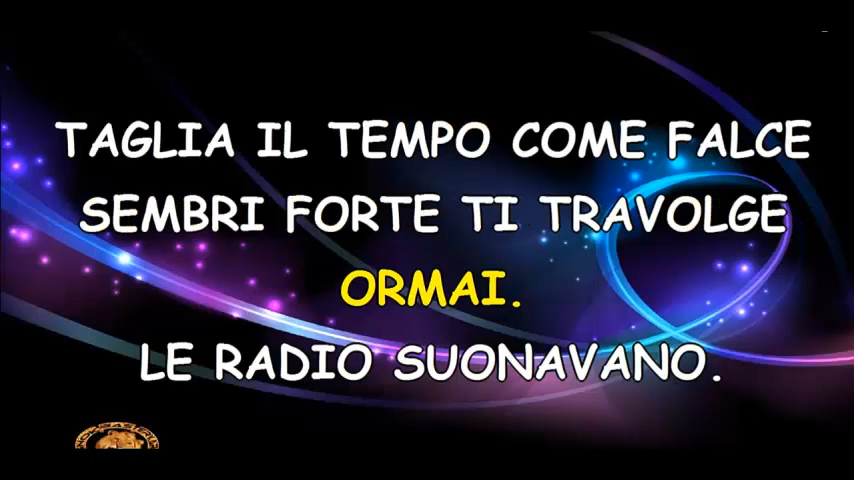 TAGLIA IL TEMPO COME FALCE
SEMBRI FORTE TI TRAVOLGE
ORMAI.
LE RADIO SUONAVANO.